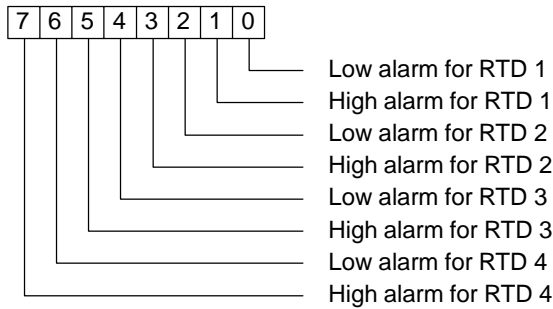 7 6 5 4 3 2 1 0
Low alarm for RTD 1
High alarm for RTD 1
Low alarm for RTD 2
High alarm for RTD 2
Low alarm for RTD 3
High alarm for RTD 3
Low alarm for RTD 4
High alarm for RTD 4